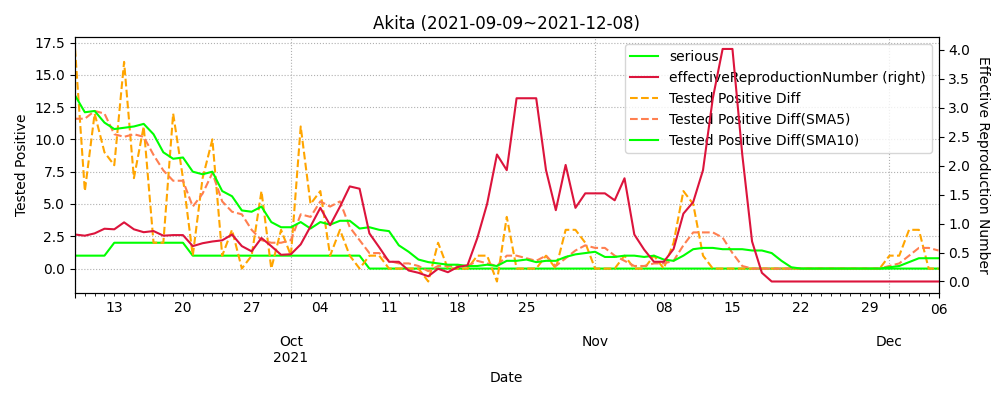 Akita (2021-09-09~2021-12-08)
serious
effectiveReproductionNumber (right)
Tested Positive Diff
Tested Positive Diff(SMA5)
Tested Positive Diff(SMA10)
Tested Positive
17.5
15.0
12.5
10.0
7.5
5.0
2.5
0.0
Effective Reproduction Number
4.0
3.5
3.0
2.5
2.0
1.5
1.0
0.5
0.0
13 20 27 04 11 18 25 08 15 22 29 06
Oct Nov Dec
2021
Date